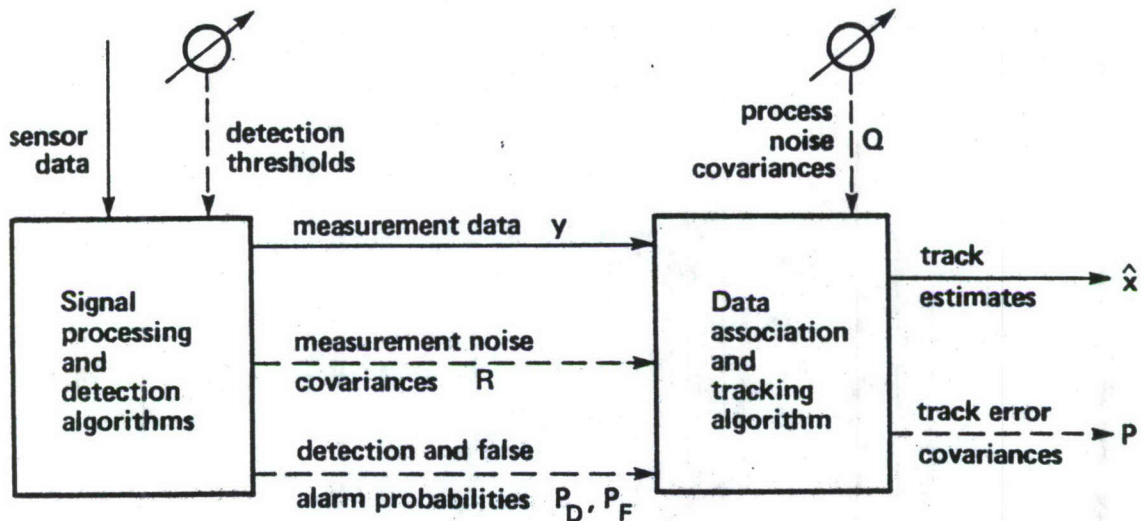 sensor
data
detection
thresholds
process
noise
covariances
Q
measurement data y
Signal
processing
and
detection
algorithms
measurement noise
covariances R
detection and false
alarm probabilities P_D, P_F
Data
association
and
tracking
algorithm
track
estimates
x̂
track error
covariances
P